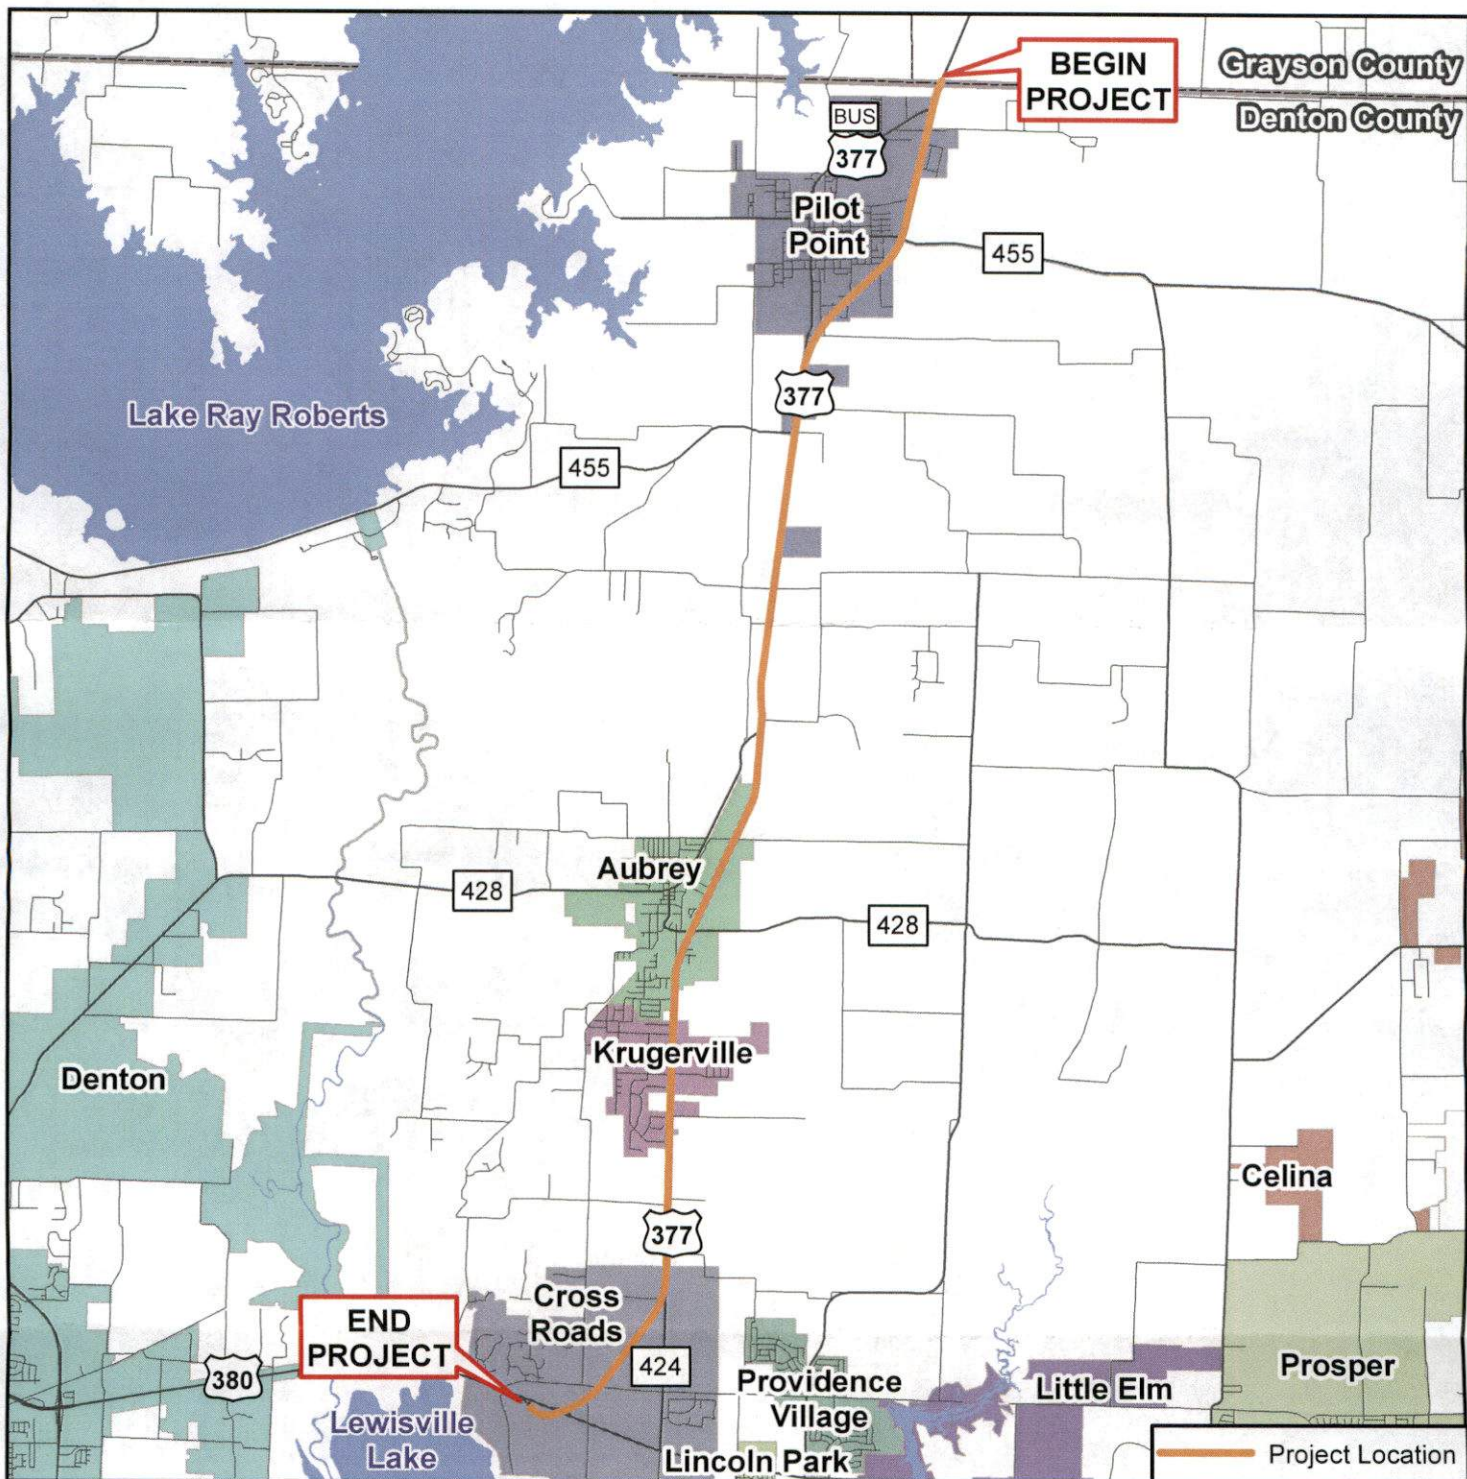 BEGIN
PROJECT
Grayson County
Denton County
BUS
377
Pilot
Point
455
377
Lake Ray Roberts
455
Aubrey
428
428
Krugerville
Denton
Celina
377
Cross
Roads
END
PROJECT
424
380
Prosper
Providence
Village
Little Elm
Lewisville
Lake
Lincoln Park
Project Location